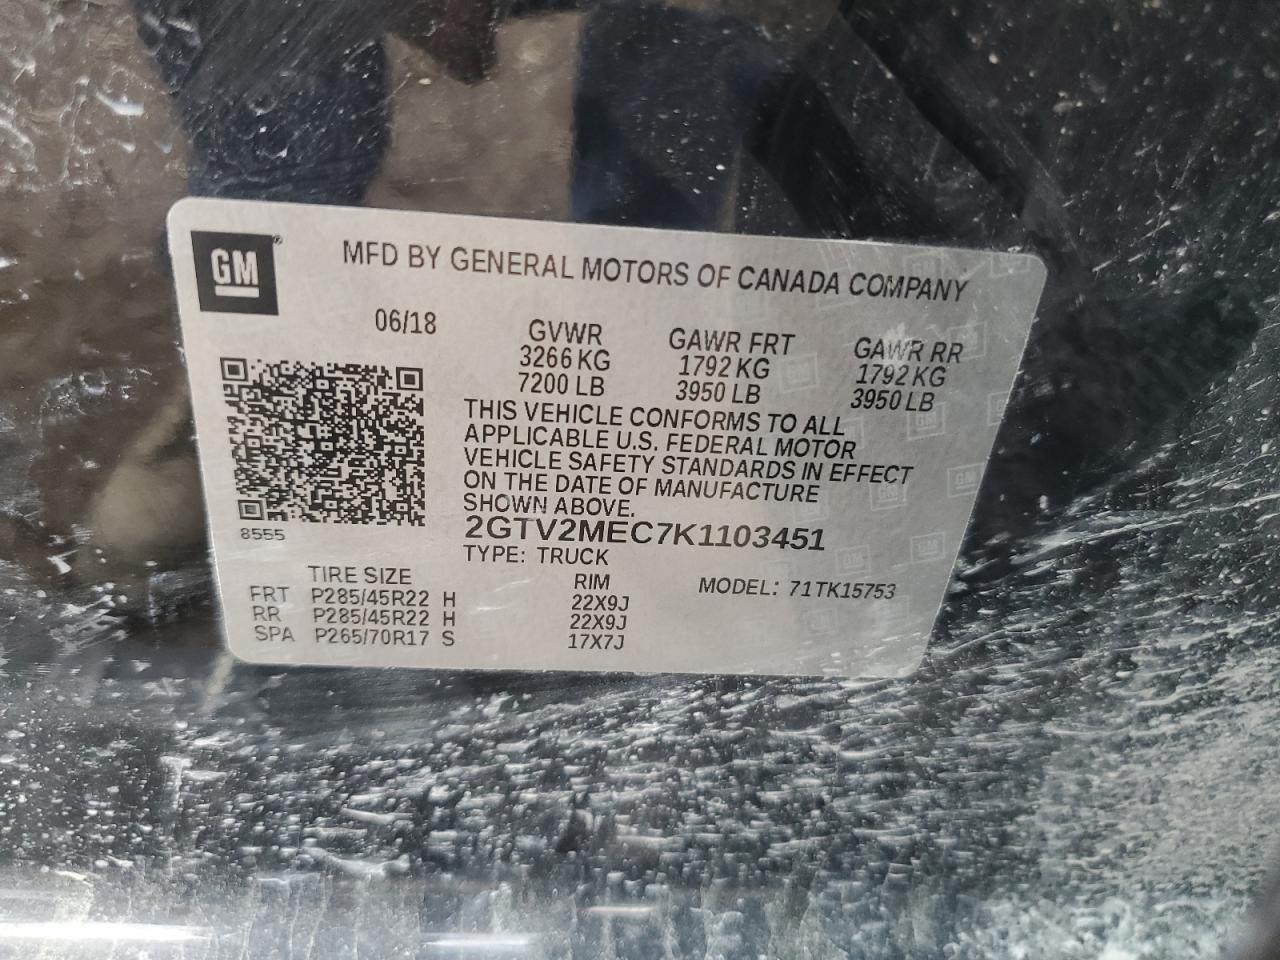 GM
MFD BY GENERAL MOTORS OF CANADA COMPANY
06/18
GVWR GAWR FRT GAWR RR
3266 KG 1792 KG 1792 KG
7200 LB 3950 LB 3950 LB
THIS VEHICLE CONFORMS TO ALL
APPLICABLE U.S. FEDERAL MOTOR
VEHICLE SAFETY STANDARDS IN EFFECT
ON THE DATE OF MANUFACTURE
SHOWN ABOVE.
8555
2GTV2MEC7K1103451
TYPE: TRUCK
TIRE SIZE RIM MODEL: 71TK15753
FRT P285/45R22 H 22X9J
RR P285/45R22 H 22X9J
SPA P265/70R17 S 17X7J